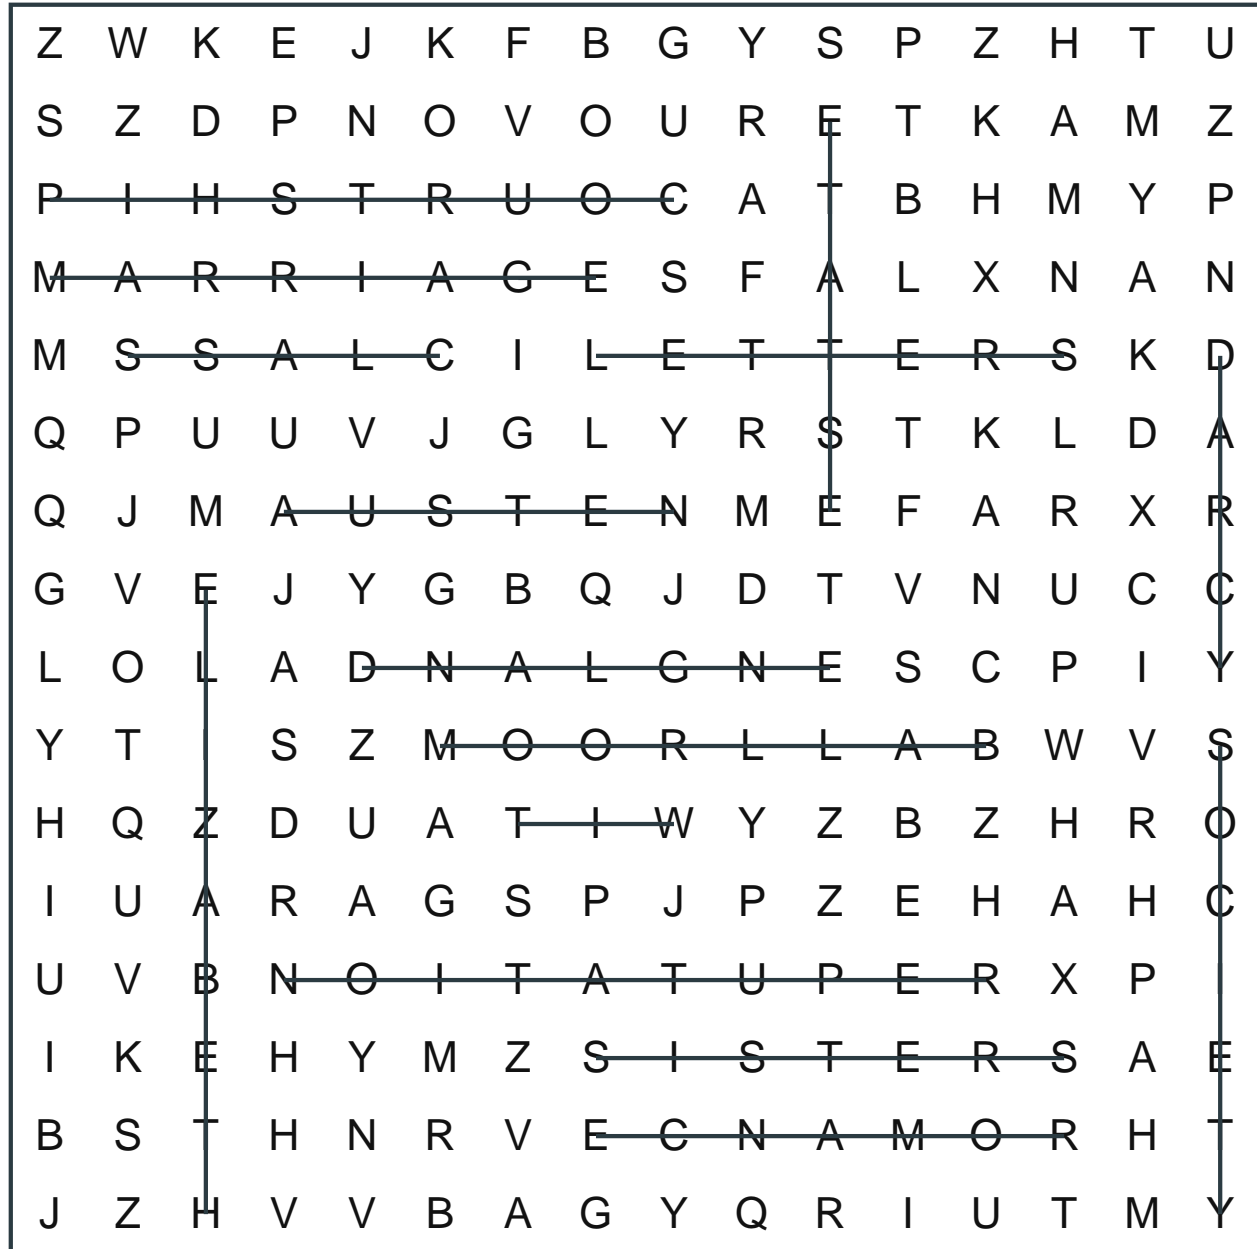 Z W K E J K F B G Y S P Z H T U
S Z D P N O V O U R E T K A M Z
P I H S T R U O C A T B H M Y P
M A R R I A G E S F A L X N A N
M S S A L C I L E T T E R S K D
Q P U U V J G L Y R S T K L D A
Q J M A U S T E N M E F A R X R
G V E J Y G B Q J D T V N U C C
L O L A D N A L G N E S C P I Y
Y T I S Z M O O R L L A B W V S
H Q Z D U A T I W Y Z B Z H R O
I U A R A G S P J P Z E H A H C
U V B N O I T A T U P E R X P I
I K E H Y M Z S I S T E R S A E
B S T H N R V E C N A M O R H T
J Z H V V B A G Y Q R I U T M Y